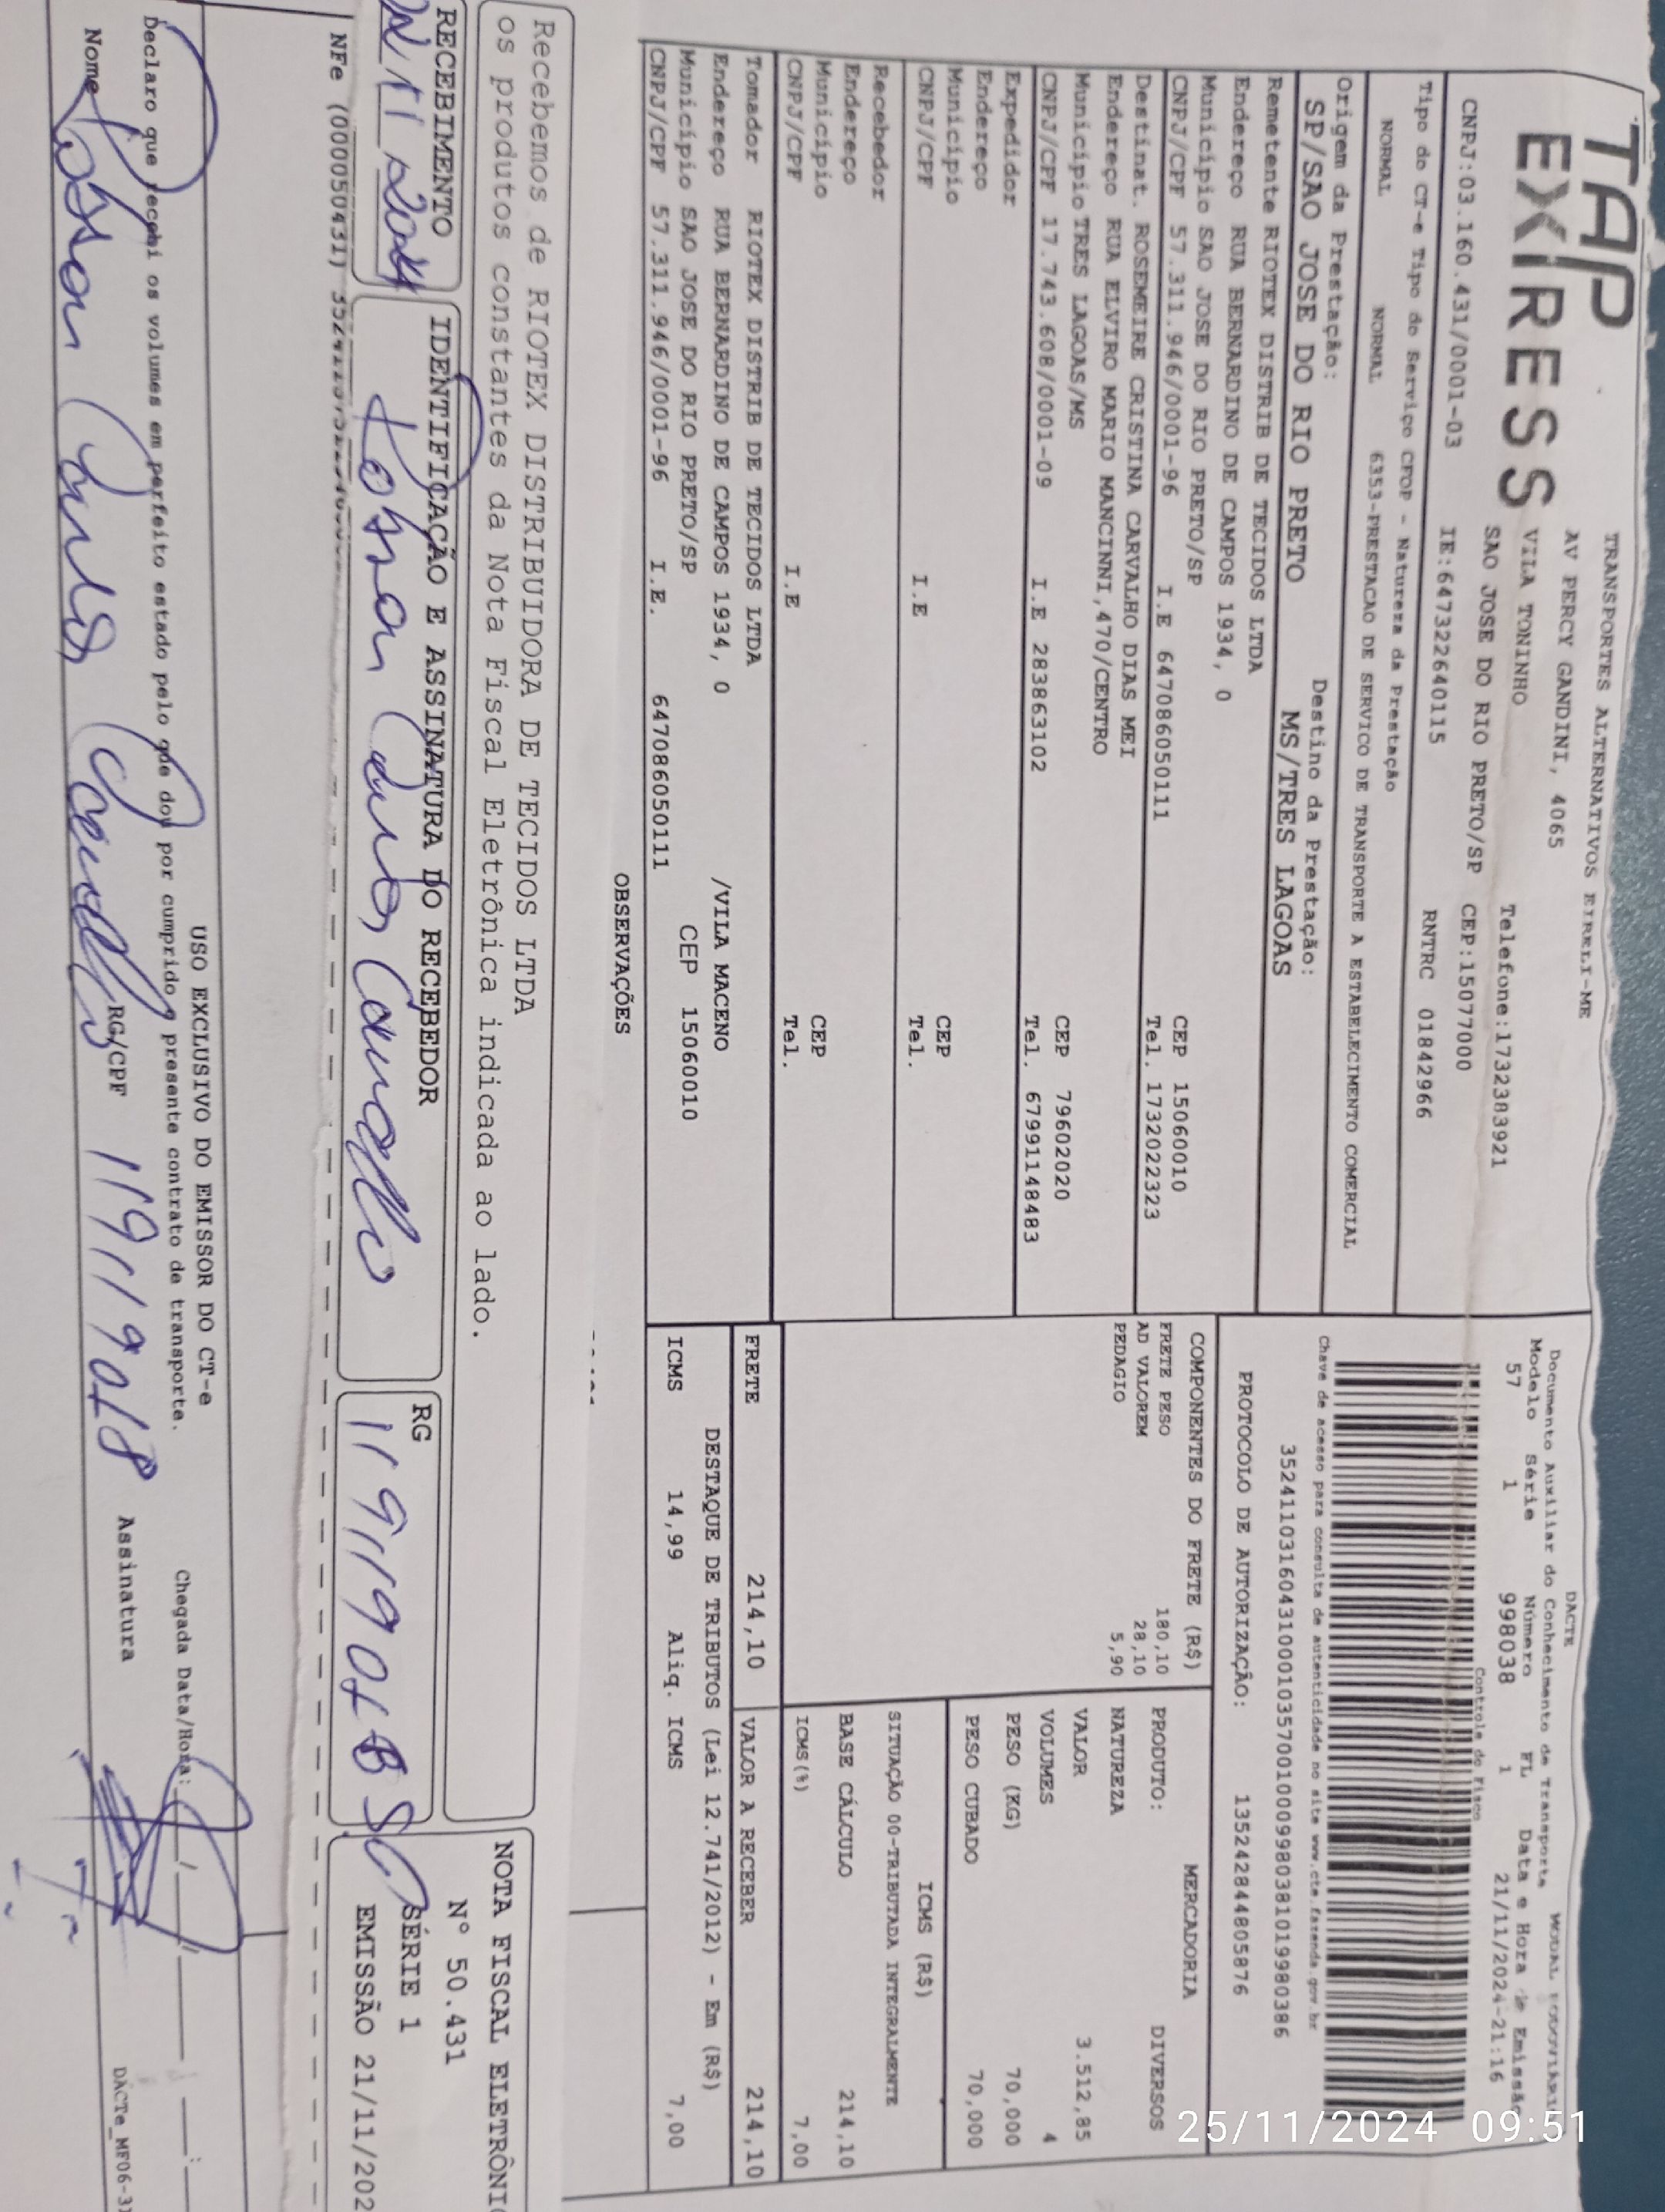 TAP
EXPRESS
TRANSPORTES ALTERNATIVOS EIRELI-ME
AV PERCY GANDINI, 4065
VILA TONINHO Telefone:1732383921
SAO JOSE DO RIO PRETO/SP CEP:15077000
CNPJ:03.160.431/0001-03 IE:647322640115 RNTRC 01842966
DACTE
Documento Auxiliar do Conhecimento de Transporte
Modelo Série Número FL Data e Hora de Emissão
57 1 998038 1 21/11/2024-21:16
Controle do Fisco
Tipo do CT-e Tipo do Serviço CFOP - Natureza da Prestação
NORMAL NORMAL 6353-PRESTACAO DE SERVICO DE TRANSPORTE A ESTABELECIMENTO COMERCIAL
Chave de acesso para consulta de autenticidade no site www.cte.fazenda.gov.br
35241103160431000103570010009980381019980386
Origem da Prestação: Destino da Prestação:
SP/SAO JOSE DO RIO PRETO MS/TRES LAGOAS
PROTOCOLO DE AUTORIZAÇÃO: 135242844805876
Remetente RIOTEX DISTRIB DE TECIDOS LTDA
Endereço RUA BERNARDINO DE CAMPOS 1934, 0
Município SAO JOSE DO RIO PRETO/SP CEP 15060010
CNPJ/CPF 57.311.946/0001-96 I.E 647086050111 Tel. 1732022323
Destinat. ROSEMEIRE CRISTINA CARVALHO DIAS MEI
Endereço RUA ELVIRO MARIO MANCINNI,470/CENTRO
Município TRES LAGOAS/MS CEP 79602020
CNPJ/CPF 17.743.608/0001-09 I.E 283863102 Tel. 67991148483
Expedidor
Endereço
Município CEP
CNPJ/CPF I.E Tel.
Recebedor
Endereço
Município CEP
CNPJ/CPF I.E Tel.
Tomador RIOTEX DISTRIB DE TECIDOS LTDA
Endereço RUA BERNARDINO DE CAMPOS 1934, 0 /VILA MACENO
Município SAO JOSE DO RIO PRETO/SP CEP 15060010
CNPJ/CPF 57.311.946/0001-96 I.E. 647086050111
COMPONENTES DO FRETE (R$)
FRETE PESO 180,10
AD VALOREM 28,10
PEDAGIO 5,90
MERCADORIA
PRODUTO: DIVERSOS
NATUREZA
VALOR 3.512,85
VOLUMES 4
PESO (KG) 70,000
PESO CUBADO 70,000
ICMS (R$)
SITUAÇÃO 00-TRIBUTADA INTEGRALMENTE
BASE CÁLCULO 214,10
ICMS(%) 7,00
FRETE 214,10 VALOR A RECEBER 214,10
DESTAQUE DE TRIBUTOS (Lei 12.741/2012) - Em (R$)
ICMS 14,99 Aliq. ICMS 7,00
OBSERVAÇÕES
Recebemos de RIOTEX DISTRIBUIDORA DE TECIDOS LTDA
os produtos constantes da Nota Fiscal Eletrônica indicada ao lado.
RECEBIMENTO IDENTIFICAÇÃO E ASSINATURA DO RECEBEDOR RG
NOTA FISCAL ELETRÔNI
N° 50.431
SÉRIE 1
EMISSÃO 21/11/202
NFe (000050431)
USO EXCLUSIVO DO EMISSOR DO CT-e
Declaro que recebi os volumes em perfeito estado pelo que dou por cumprido o presente contrato de transporte. Chegada Data/Hora:
Nome RG/CPF Assinatura
25/11/2024 09:51